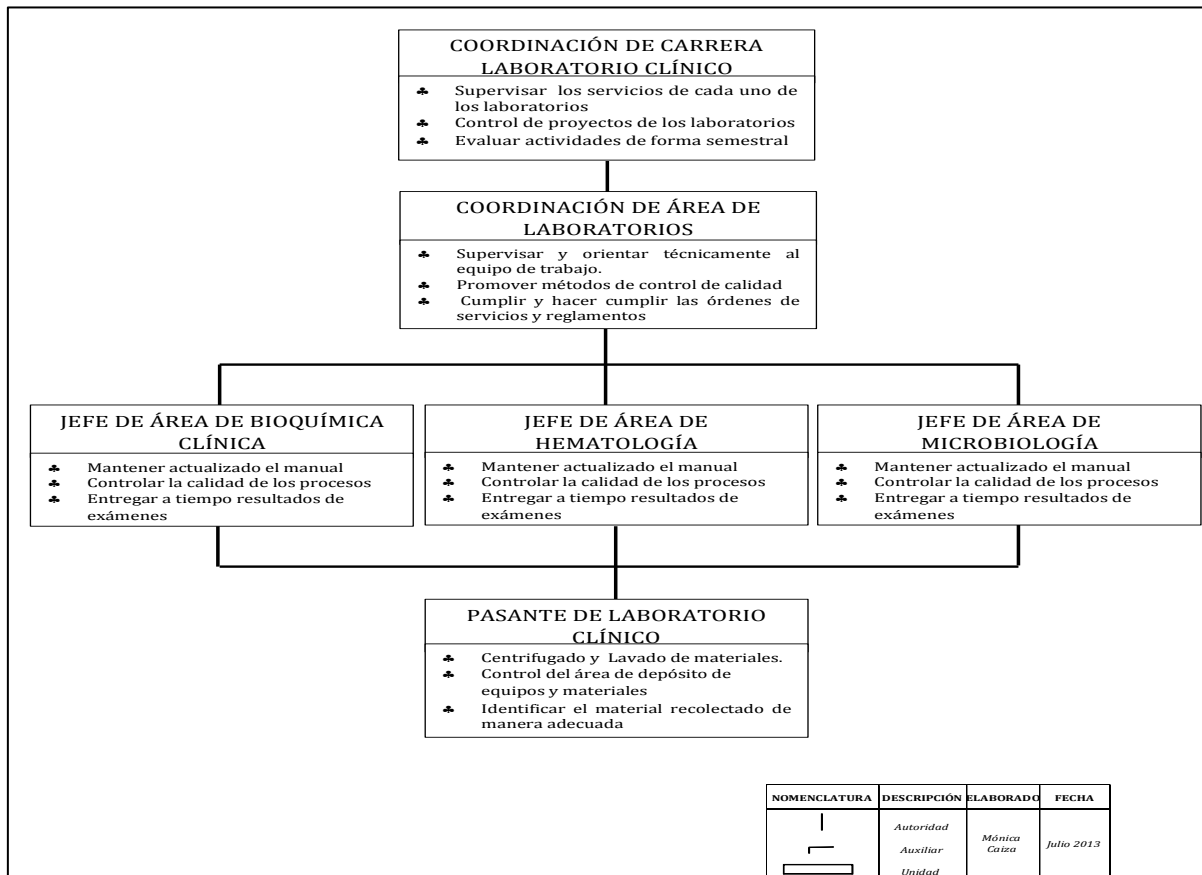 COORDINACIÓN DE CARRERA
LABORATORIO CLÍNICO
♣ Supervisar los servicios de cada uno de
los laboratorios
♣ Control de proyectos de los laboratorios
♣ Evaluar actividades de forma semestral
COORDINACIÓN DE ÁREA DE
LABORATORIOS
♣ Supervisar y orientar técnicamente al
equipo de trabajo.
♣ Promover métodos de control de calidad
♣ Cumplir y hacer cumplir las órdenes de
servicios y reglamentos
JEFE DE ÁREA DE BIOQUÍMICA
CLÍNICA
♣ Mantener actualizado el manual
♣ Controlar la calidad de los procesos
♣ Entregar a tiempo resultados de
exámenes
JEFE DE ÁREA DE
HEMATOLOGÍA
♣ Mantener actualizado el manual
♣ Controlar la calidad de los procesos
♣ Entregar a tiempo resultados de
exámenes
JEFE DE ÁREA DE
MICROBIOLOGÍA
♣ Mantener actualizado el manual
♣ Controlar la calidad de los procesos
♣ Entregar a tiempo resultados de
exámenes
PASANTE DE LABORATORIO
CLÍNICO
♣ Centrifugado y Lavado de materiales.
♣ Control del área de depósito de
equipos y materiales
♣ Identificar el material recolectado de
manera adecuada
NOMENCLATURA DESCRIPCIÓN ELABORADO FECHA
Autoridad
Auxiliar
Unidad
Mónica
Caiza
Julio 2013